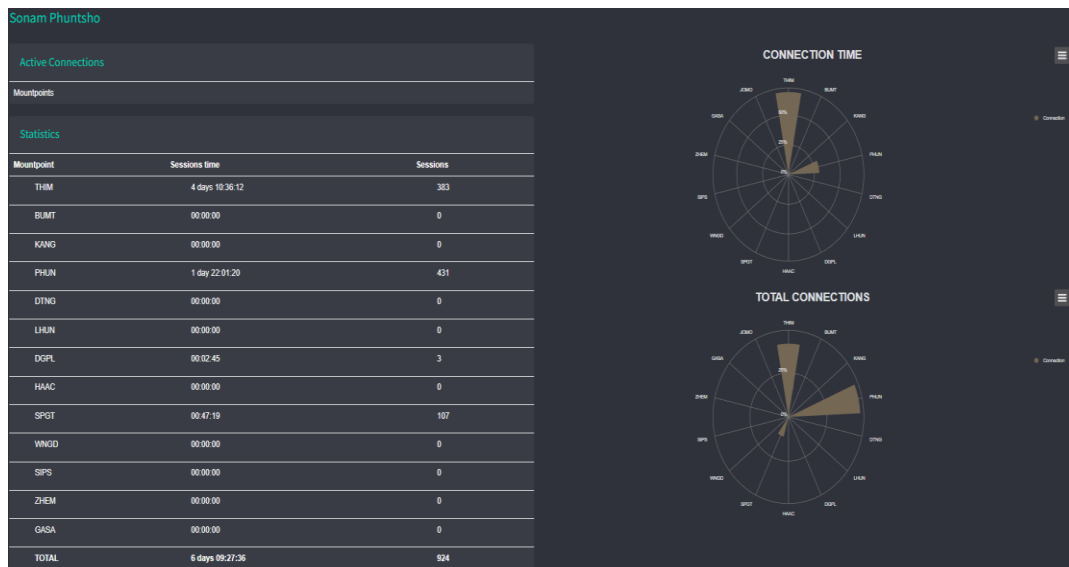 Sonam Phuntsho
Active Connections
Mountpoints
Statistics
Mountpoint Sessions time Sessions
THIM 4 days 10:36:12 383
BUMT 00:00:00 0
KANG 00:00:00 0
PHUN 1 day 22:01:20 431
DTNG 00:00:00 0
LHUN 00:00:00 0
DGPL 00:02:45 3
HAAC 00:00:00 0
SPGT 00:47:19 107
WNGD 00:00:00 0
SIPS 00:00:00 0
ZHEM 00:00:00 0
GASA 00:00:00 0
TOTAL 6 days 09:27:36 924
CONNECTION TIME
THIM
JOMO BUMT
GASA 50% KANG
Connection
25%
ZHEM PHUN
0%
SIPS DTNG
WNGD LHUN
SPGT DGPL
HAAC
TOTAL CONNECTIONS
THIM
JOMO BUMT
GASA KANG
Connection
25%
ZHEM PHUN
0%
SIPS DTNG
WNGD LHUN
SPGT DGPL
HAAC